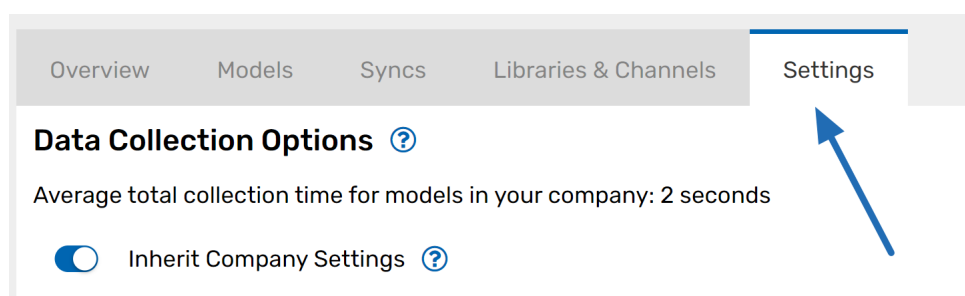 Overview Models Syncs Libraries & Channels Settings
Data Collection Options ?
Average total collection time for models in your company: 2 seconds
Inherit Company Settings ?